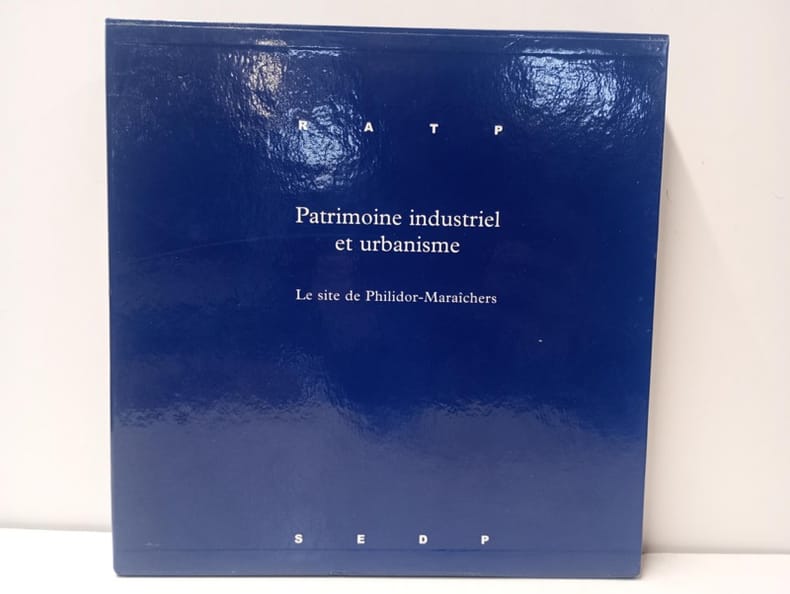 R A T P
Patrimoine industriel
et urbanisme
Le site de Philidor-Maraîchers
S E D P